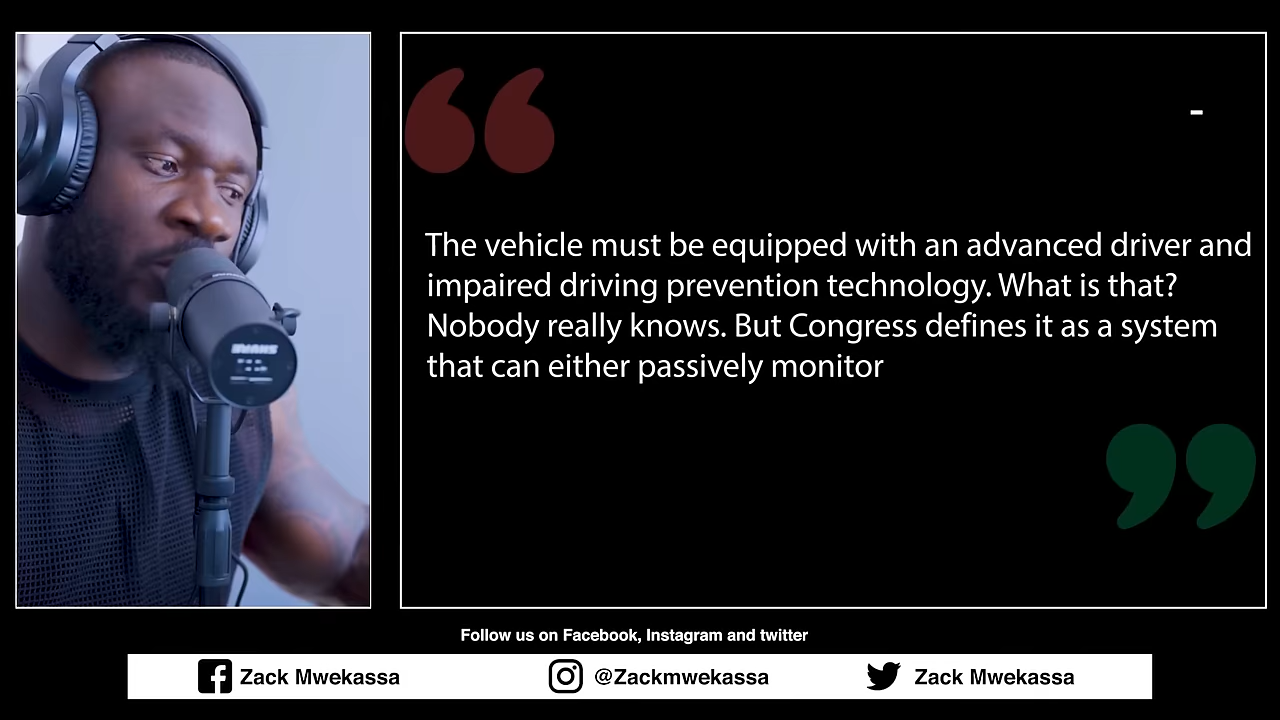 -
The vehicle must be equipped with an advanced driver and
impaired driving prevention technology. What is that?
Nobody really knows. But Congress defines it as a system
that can either passively monitor
Follow us on Facebook, Instagram and twitter
Zack Mwekassa
@Zackmwekassa
Zack Mwekassa